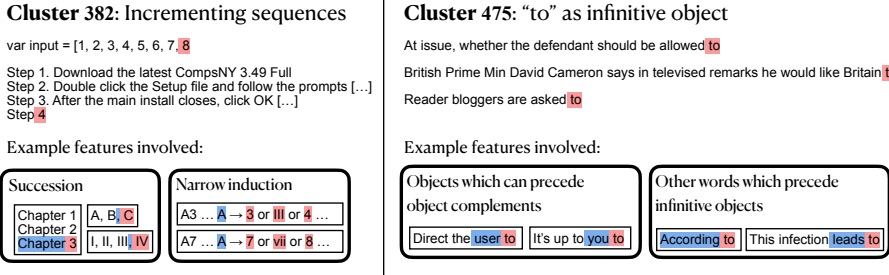 Cluster 382: Incrementing sequences
var input = [1, 2, 3, 4, 5, 6, 7, 8
Step 1. Download the latest CompsNY 3.49 Full
Step 2. Double click the Setup file and follow the prompts […]
Step 3. After the main install closes, click OK […]
Step 4
Example features involved:
Succession
Chapter 1
Chapter 2
Chapter 3
A, B, C
I, II, III, IV
Narrow induction
A3 … A → 3 or III or 4 …
A7 … A → 7 or vii or 8 …
Cluster 475: “to” as infinitive object
At issue, whether the defendant should be allowed to
British Prime Min David Cameron says in televised remarks he would like Britain t
Reader bloggers are asked to
Example features involved:
Objects which can precede
object complements
Direct the user to
It's up to you to
Other words which precede
infinitive objects
According to
This infection leads to